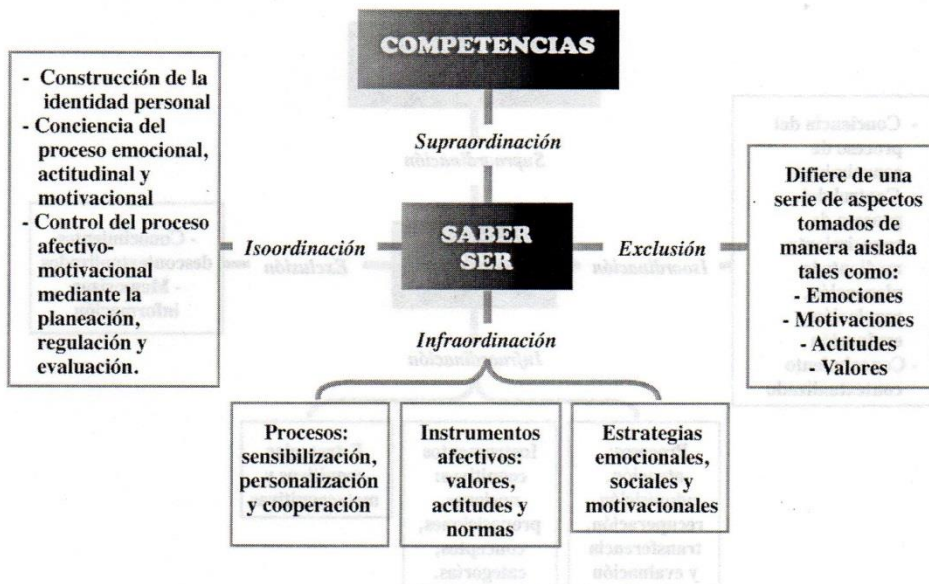 COMPETENCIAS
- Construcción de la
identidad personal
- Conciencia del
proceso emocional,
actitudinal y
motivacional
- Control del proceso
afectivo-
motivacional
mediante la
planeación,
regulación y
evaluación.
Supraordinación
Isoordinación
SABER
SER
Exclusión
Difiere de una
serie de aspectos
tomados de
manera aislada
tales como:
- Emociones
- Motivaciones
- Actitudes
- Valores
Infraordinación
Procesos:
sensibilización,
personalización
y cooperación
Instrumentos
afectivos:
valores,
actitudes y
normas
Estrategias
emocionales,
sociales y
motivacionales